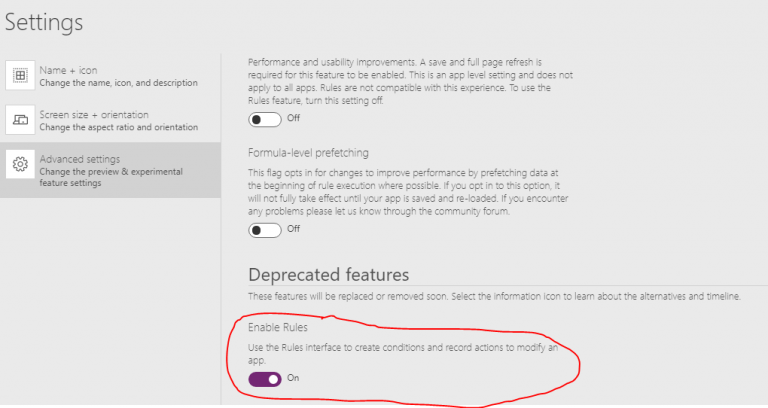 Settings
Name + icon
Change the name, icon, and description
Screen size + orientation
Change the aspect ratio and orientation
Advanced settings
Change the preview & experimental
feature settings
Performance and usability improvements. A save and full page refresh is
required for this feature to be enabled. This is an app level setting and does not
apply to all apps. Rules are not compatible with this experience. To use the
Rules feature, turn this setting off.
Off
Formula-level prefetching
This flag opts in for changes to improve performance by prefetching data at
the beginning of rule execution where possible. If you opt in to this option, it
will not fully take effect until your app is saved and re-loaded. If you encounter
any problems please let us know through the community forum.
Off
Deprecated features
These features will be replaced or removed soon. Select the information icon to learn about the alternatives and timeline.
Enable Rules
Use the Rules interface to create conditions and record actions to modify an
app.
On